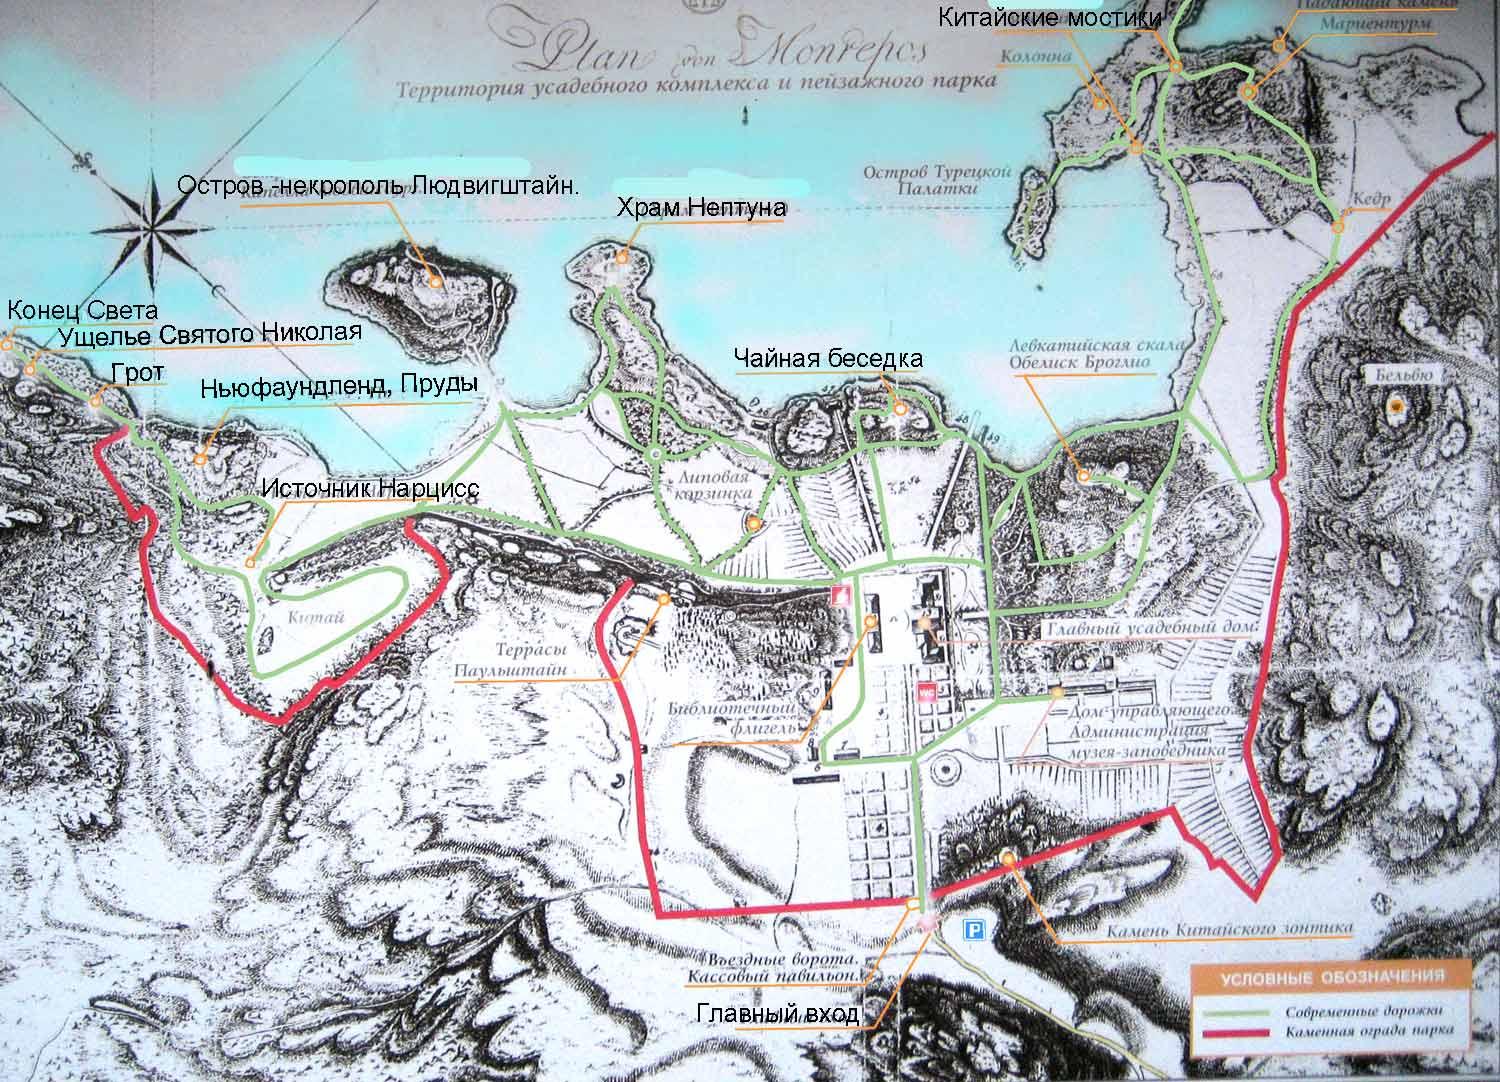 Plan von Monrepos
Территория усадебного комплекса и пейзажного парка
Китайские мостики
Колонна
Падающий камень
Мариентурм
Остров Турецкой
Палатки
Кедр
Остров -некрополь Людвигштайн.
Храм Нептуна
Конец Света
Ущелье Святого Николая
Грот
Ньюфаундленд, Пруды
Чайная беседка
Левкатийская скала
Обелиск Броглио
Бельвю
Источник Нарцисс
Липовая
корзинка
Китай
Террасы
Паульштайн
Главный усадебный дом
Библиотечный
флигель
WC
Дом управляющего
Администрация
музея-заповедника
Камень Китайского зонтика
P
Въездные ворота.
Кассовый павильон.
Главный вход
УСЛОВНЫЕ ОБОЗНАЧЕНИЯ
Современные дорожки
Каменная ограда парка